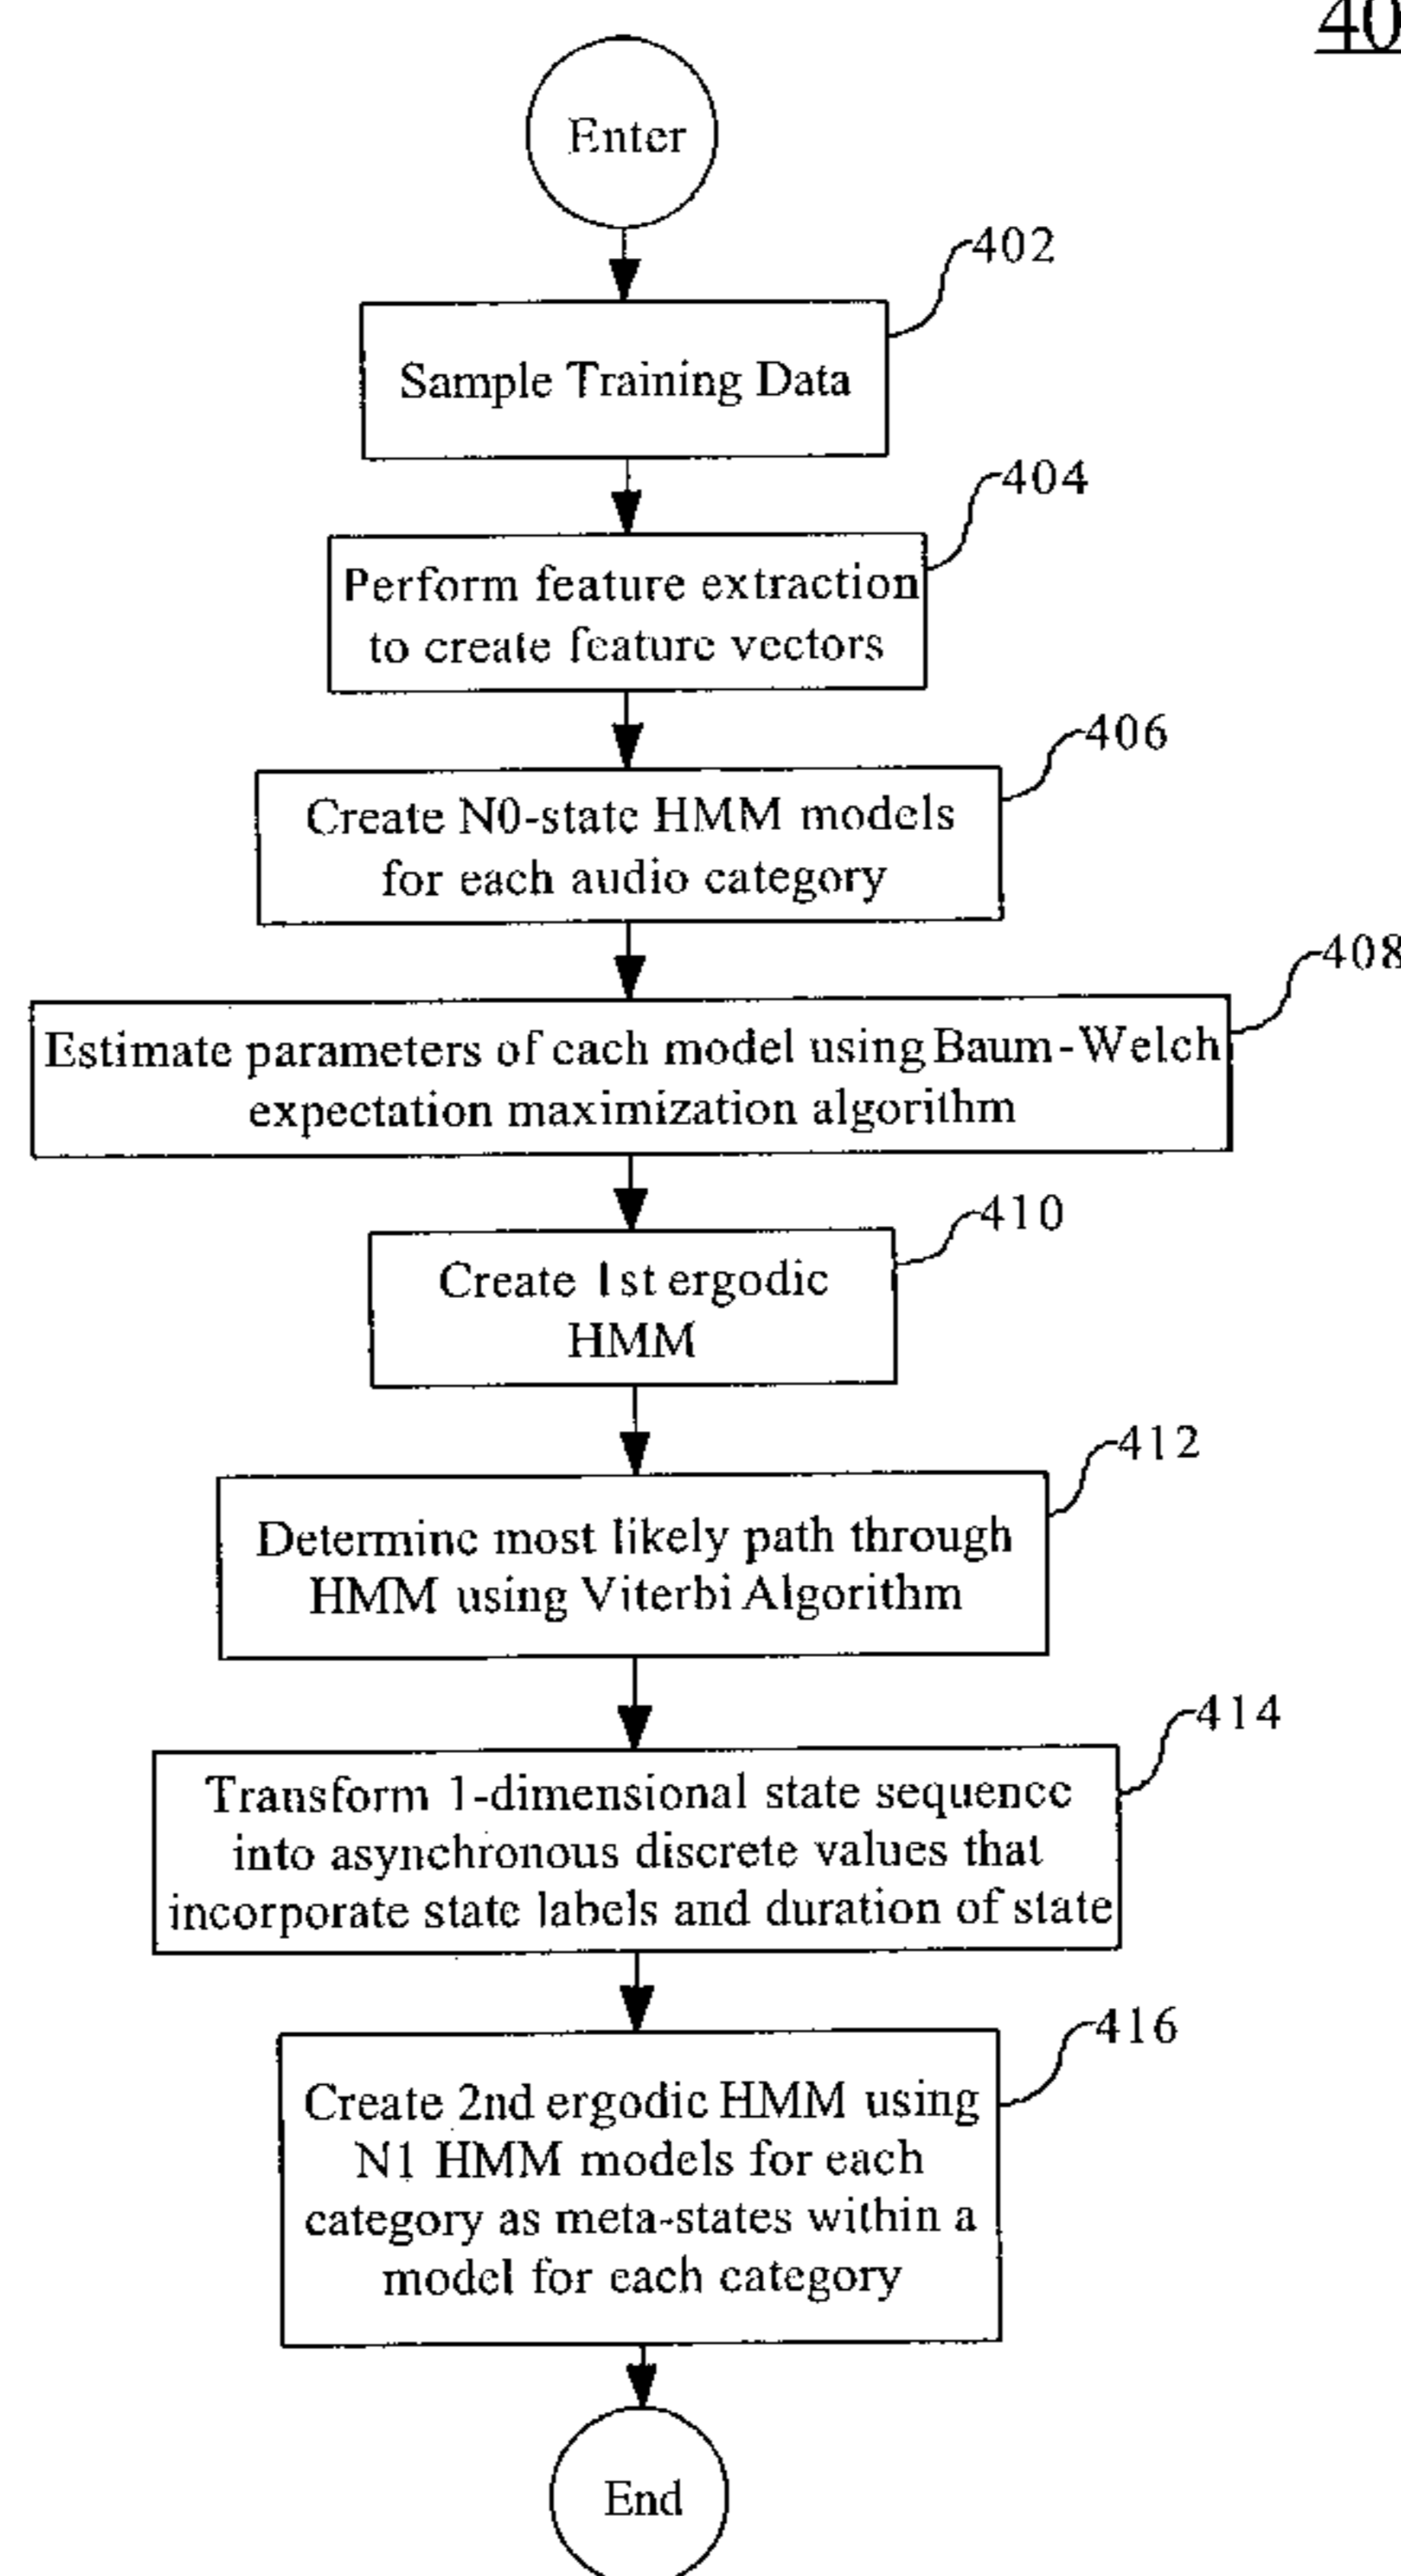 40
Enter
402
Sample Training Data
404
Perform feature extraction
to create feature vectors
406
Create N0-state HMM models
for each audio category
408
Estimate parameters of each model using Baum-Welch
expectation maximization algorithm
410
Create 1st ergodic
HMM
412
Determine most likely path through
HMM using Viterbi Algorithm
414
Transform 1-dimensional state sequence
into asynchronous discrete values that
incorporate state labels and duration of state
416
Create 2nd ergodic HMM using
N1 HMM models for each
category as meta-states within a
model for each category
End